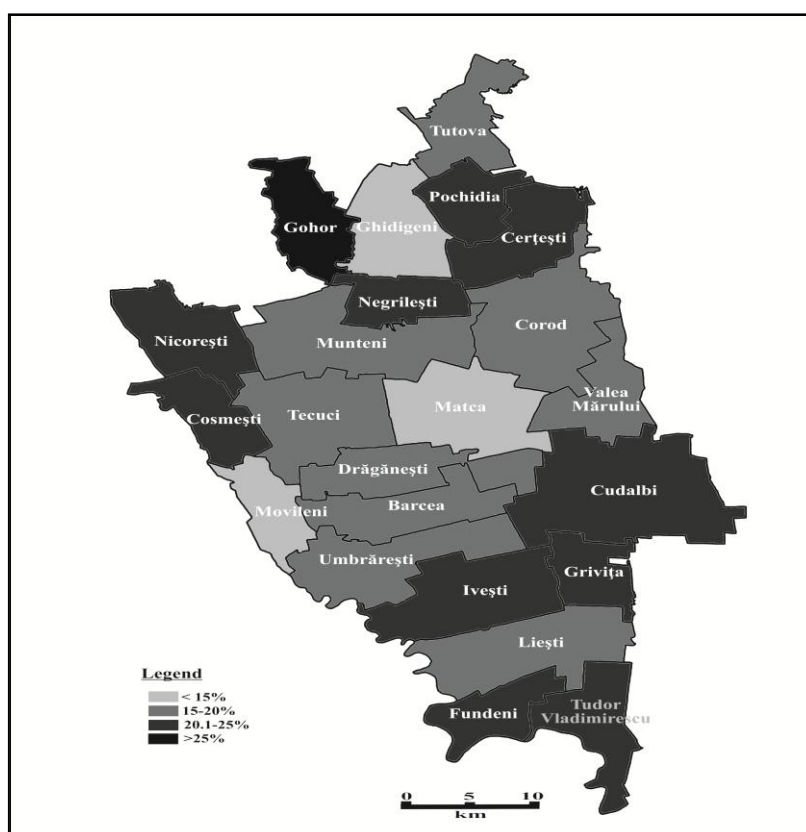 Tutova
Pochidia
Gohor
Ghidigeni
Cerţeşti
Negrileşti
Corod
Nicoreşti
Munteni
Valea
Mărului
Matca
Cosmeşti
Tecuci
Drăgăneşti
Cudalbi
Barcea
Movileni
Umbrăreşti
Griviţa
Iveşti
Lieşti
Tudor
Vladimirescu
Fundeni
Legend
< 15%
15-20%
20.1-25%
>25%
0 5 10
km